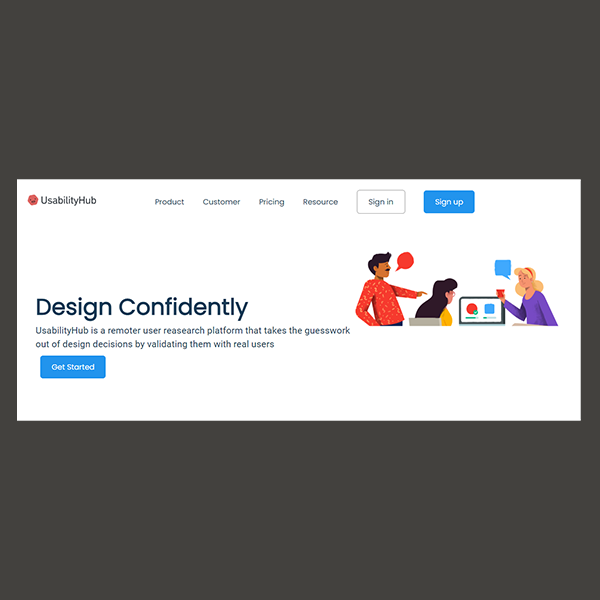 UsabilityHub
Product Customer Pricing Resource Sign in Sign up
Design Confidently
UsabilityHub is a remoter user reasearch platform that takes the guesswork
out of design decisions by validating them with real users
Get Started